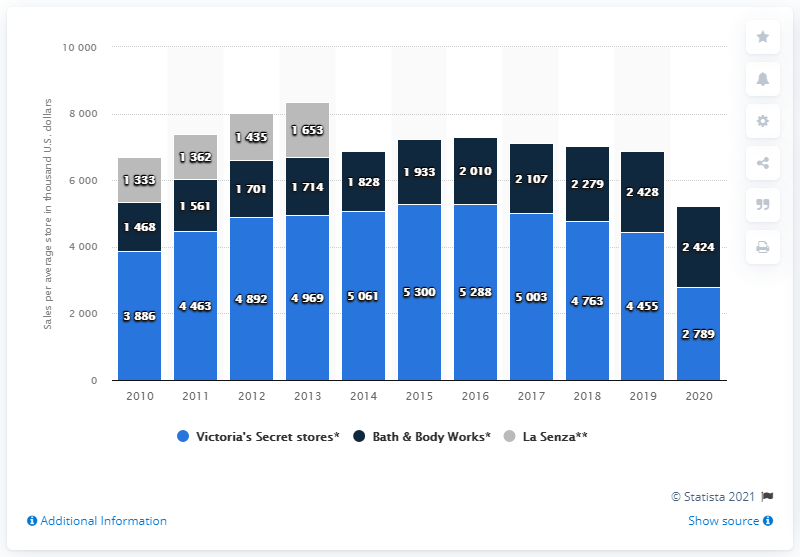 Sales per average store in thousand U.S. dollars
10 000
8 000
6 000
4 000
2 000
0
1 333 1 362 1 435 1 653
1 468 1 561 1 701 1 714 1 828 1 933 2 010 2 107 2 279 2 428 2 424
3 886 4 463 4 892 4 969 5 061 5 300 5 288 5 003 4 763 4 455 2 789
2010 2011 2012 2013 2014 2015 2016 2017 2018 2019 2020
Victoria's Secret stores* Bath & Body Works* La Senza**
© Statista 2021
Additional Information Show source